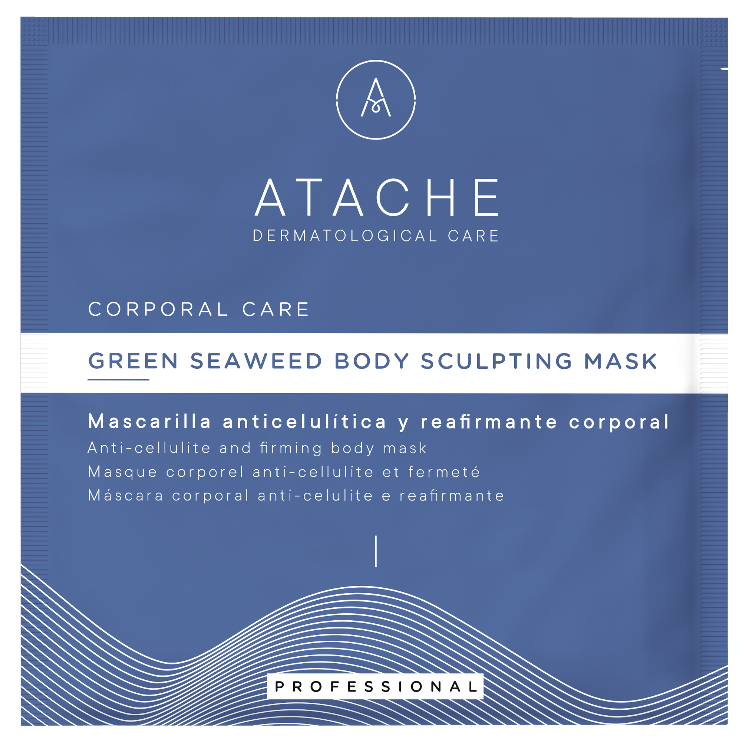 ATACHE
DERMATOLOGICAL CARE
CORPORAL CARE
GREEN SEAWEED BODY SCULPTING MASK
Mascarilla anticelulítica y reafirmante corporal
Anti-cellulite and firming body mask
Masque corporel anti-cellulite et fermeté
Máscara corporal anti-celulite e reafirmante
PROFESSIONAL